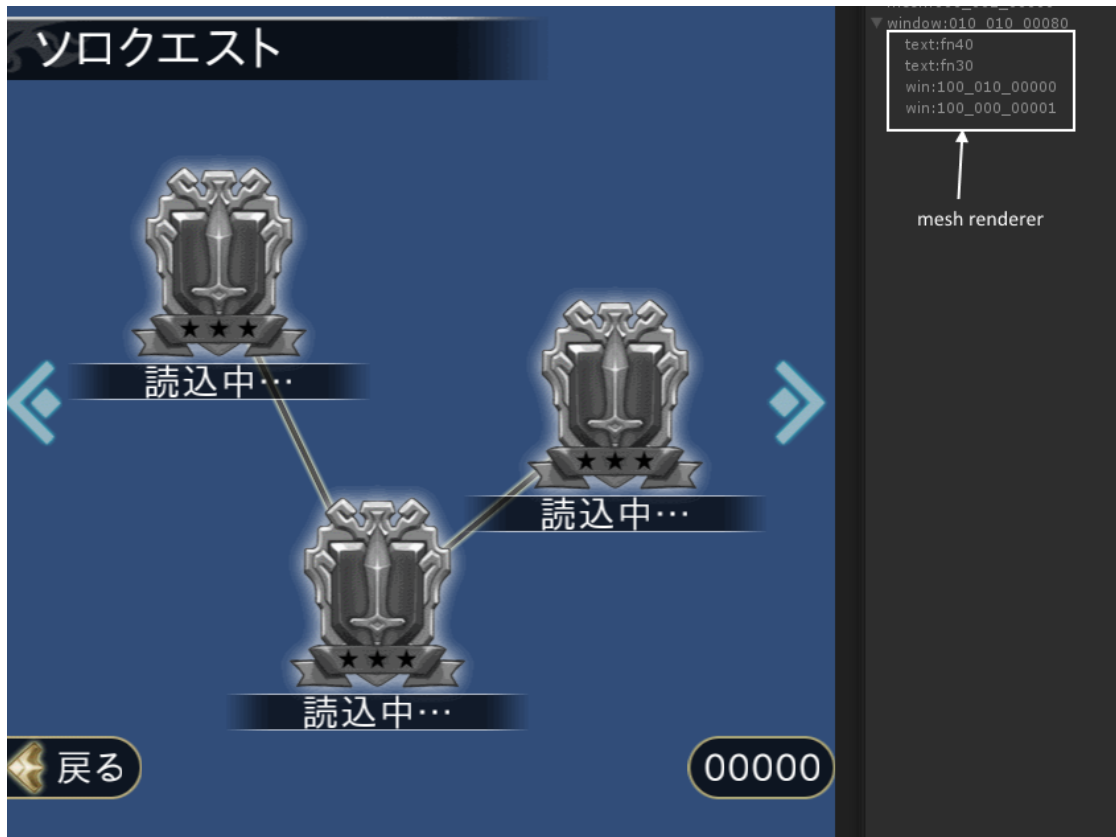 ソロクエスト
読込中…
読込中…
読込中…
戻る
00000
window:010_010_00080
text:fn40
text:fn30
win:100_010_00000
win:100_000_00001
mesh renderer